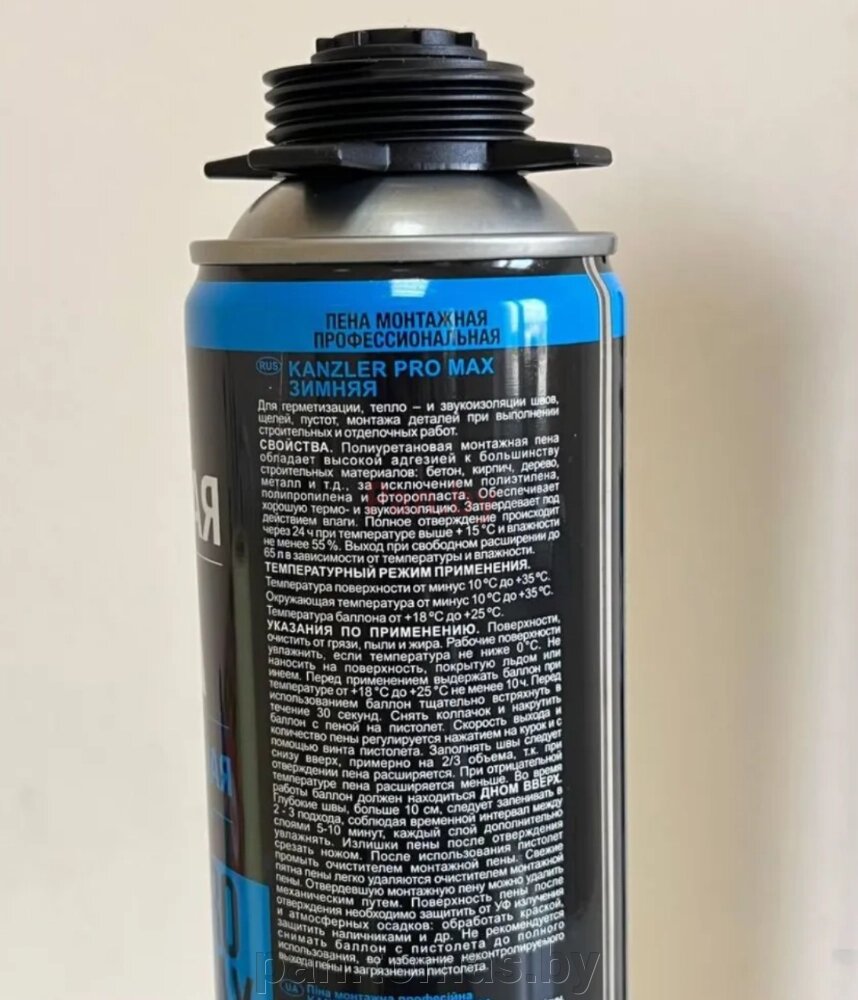 ПЕНА МОНТАЖНАЯ
ПРОФЕССИОНАЛЬНАЯ
RUS KANZLER PRO MAX
ЗИМНЯЯ
Для герметизации, тепло – и звукоизоляции швов,
щелей, пустот, монтажа деталей при выполнении
строительных и отделочных работ.
СВОЙСТВА. Полиуретановая монтажная пена
обладает высокой адгезией к большинству
строительных материалов: бетон, кирпич, дерево,
металл и т.д., за исключением полиэтилена,
полипропилена и фторопласта. Обеспечивает
хорошую термо- и звукоизоляцию. Затвердевает под
действием влаги. Полное отверждение происходит
через 24 ч при температуре выше + 15 °C и влажности
не менее 55 %. Выход при свободном расширении до
65 л в зависимости от температуры и влажности.
ТЕМПЕРАТУРНЫЙ РЕЖИМ ПРИМЕНЕНИЯ.
Температура поверхности от минус 10 °C до +35 °C.
Окружающая температура от минус 10 °C до +35 °C.
Температура баллона от +18 °C до +25 °C.
УКАЗАНИЯ ПО ПРИМЕНЕНИЮ. Поверхности,
очистить от грязи, пыли и жира. Рабочие поверхности
увлажнить, если температура не ниже 0°C. Не
наносить на поверхность, покрытую льдом или
инеем. Перед применением выдержать баллон при
температуре от +18 °C до +25 °C не менее 10 ч. Перед
использованием баллон тщательно встряхнуть в
течение 30 секунд. Снять колпачок и накрутить
баллон с пеной на пистолет. Скорость выхода и
количество пены регулируется нажатием на курок и с
помощью винта пистолета. Заполнять швы следует
снизу вверх, примерно на 2/3 объема, т.к. при
отверждении пена расширяется. При отрицательной
температуре пена расширяется меньше. Во время
работы баллон должен находиться ДНОМ ВВЕРХ.
Глубокие швы, больше 10 см, следует запенивать в
2 - 3 подхода, соблюдая временной интервал между
слоями 5-10 минут, каждый слой дополнительно
увлажнять. Излишки пены после отверждения
срезать ножом. После использования пистолет
промыть очистителем монтажной пены. Свежие
пятна пены легко удаляются очистителем монтажной
пены. Отвердевшую монтажную пену можно удалить
механическим путем. Поверхность пены после
отверждения необходимо защитить от УФ излучения
и атмосферных осадков: обработать краской,
защитить наличниками и др. Не рекомендуется
снимать баллон с пистолета до полного
использования, во избежание неконтролируемого
выхода пены и загрязнения пистолета.
UA Піна монтажна професійна